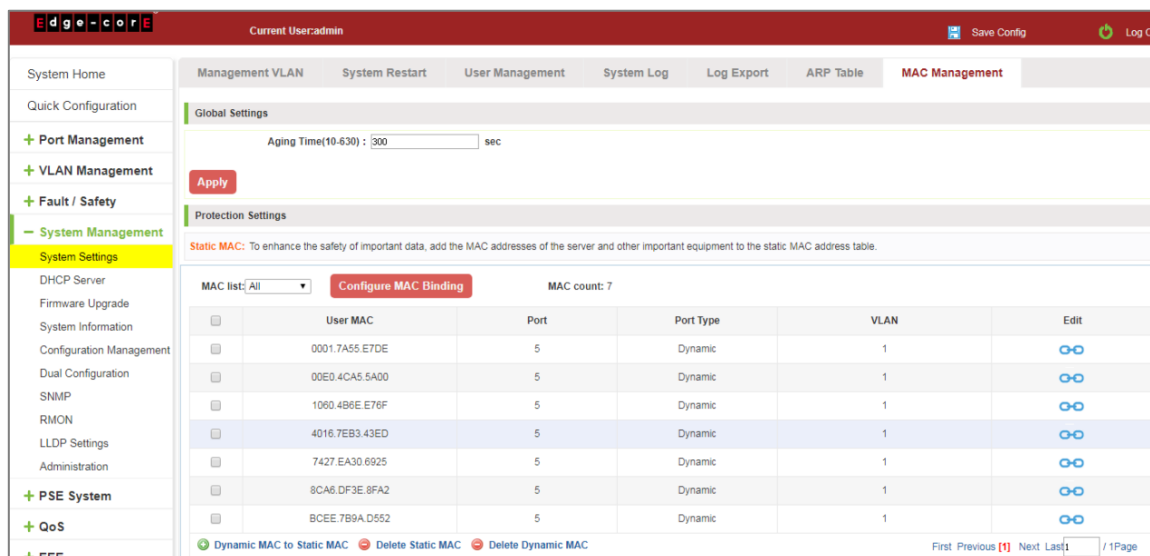 Edge-corE
Current User:admin
Save Config
Log
System Home
Quick Configuration
+ Port Management
+ VLAN Management
+ Fault / Safety
− System Management
System Settings
DHCP Server
Firmware Upgrade
System Information
Configuration Management
Dual Configuration
SNMP
RMON
LLDP Settings
Administration
+ PSE System
+ QoS
Management VLAN System Restart User Management System Log Log Export ARP Table MAC Management
Global Settings
Aging Time(10-630) : 300 sec
Apply
Protection Settings
Static MAC: To enhance the safety of important data, add the MAC addresses of the server and other important equipment to the static MAC address table.
MAC list: All Configure MAC Binding MAC count: 7
User MAC Port Port Type VLAN Edit
0001.7A55.E7DE 5 Dynamic 1
00E0.4CA5.5A00 5 Dynamic 1
1060.4B6E.E76F 5 Dynamic 1
4016.7EB3.43ED 5 Dynamic 1
7427.EA30.6925 5 Dynamic 1
8CA6.DF3E.8FA2 5 Dynamic 1
BCEE.7B9A.D552 5 Dynamic 1
Dynamic MAC to Static MAC Delete Static MAC Delete Dynamic MAC
First Previous [1] Next Last 1 / 1Page